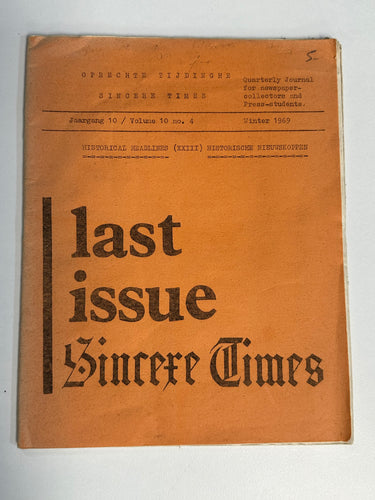 5-
OPRECHTE TIJDINGHE
SINCERE TIMES
Quarterly Journal
for newspaper-
collectors and
Press-students.
Jaargang 10 / Volume 10 no. 4
Winter 1969
HISTORICAL HEADLINES (XXIII) HISTORISCHE NIEUWSKOPPEN
last
issue
Sincere Times